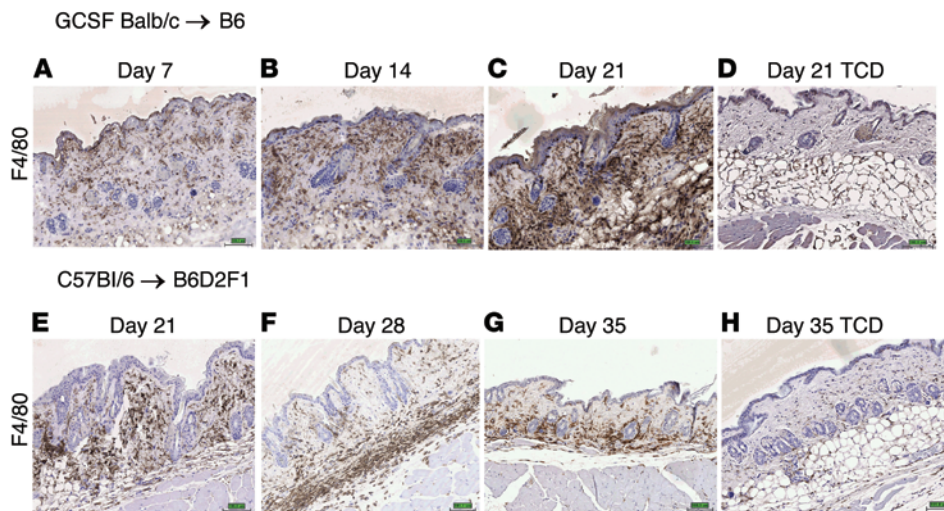 GCSF Balb/c → B6
A Day 7 B Day 14 C Day 21 D Day 21 TCD
F4/80
C57Bl/6 → B6D2F1
E Day 21 F Day 28 G Day 35 H Day 35 TCD
F4/80